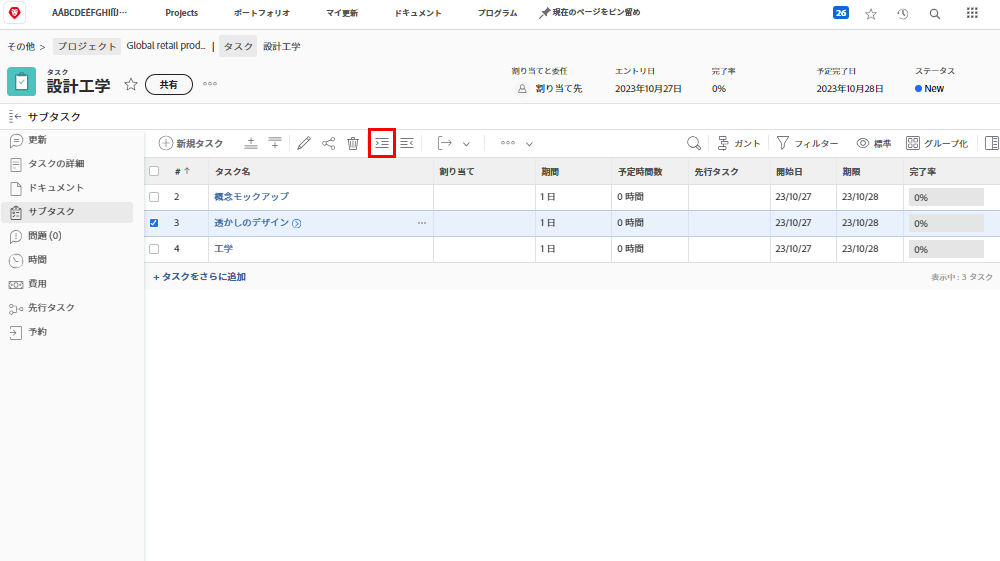 AÁBCDEÉFGHIÍĲJ́··· Projects ポートフォリオ マイ更新 ドキュメント プログラム 現在のページをピン留め 26
その他 > プロジェクト Global retail prod... | タスク 設計工学
タスク
設計工学 共有
割り当てと委任 エントリ日 完了率 予定完了日 ステータス
割り当て先 2023年10月27日 0% 2023年10月28日 New
サブタスク
更新
タスクの詳細
ドキュメント
サブタスク
問題 (0)
時間
費用
先行タスク
予約
新規タスク ガント フィルター 標準 グループ化
# ↑ タスク名 割り当て 期間 予定時間数 先行タスク 開始日 期限 完了率
2 概念モックアップ 1 日 0 時間 23/10/27 23/10/28 0%
3 透かしのデザイン 1 日 0 時間 23/10/27 23/10/28 0%
4 工学 1 日 0 時間 23/10/27 23/10/28 0%
+ タスクをさらに追加 表示中 : 3 タスク